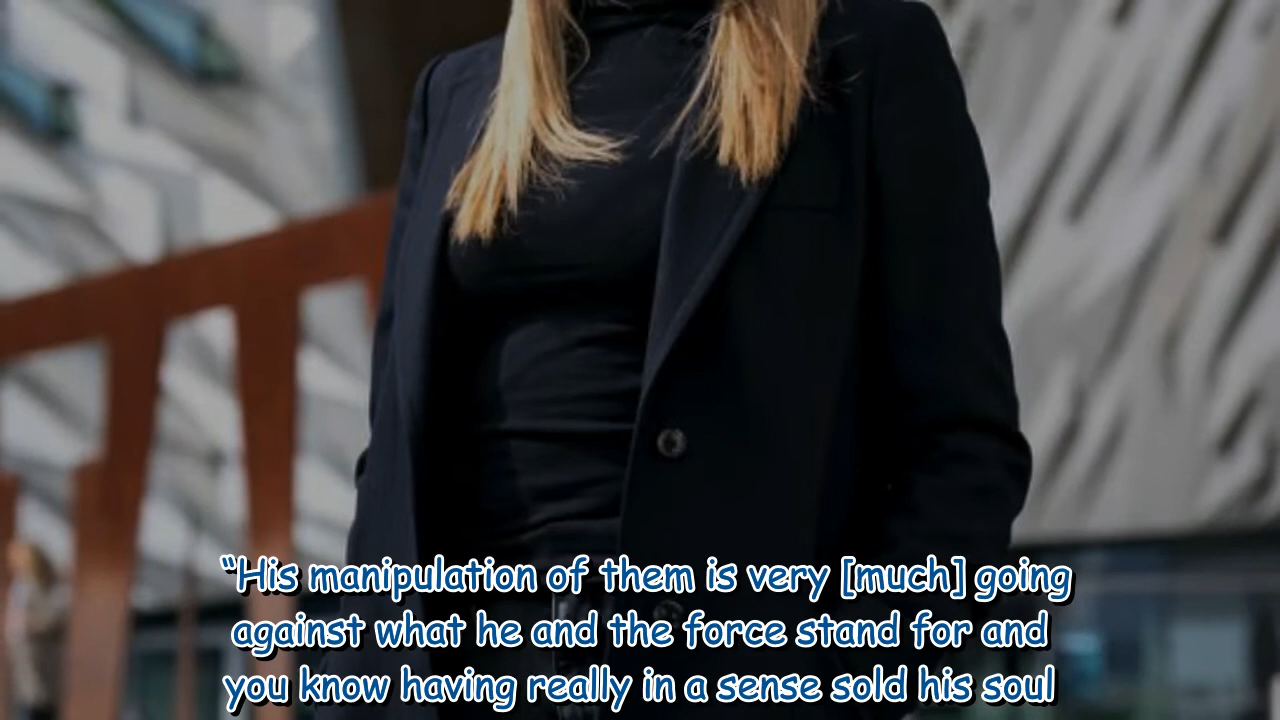 “His manipulation of them is very [much] going
against what he and the force stand for and
you know having really in a sense sold his soul